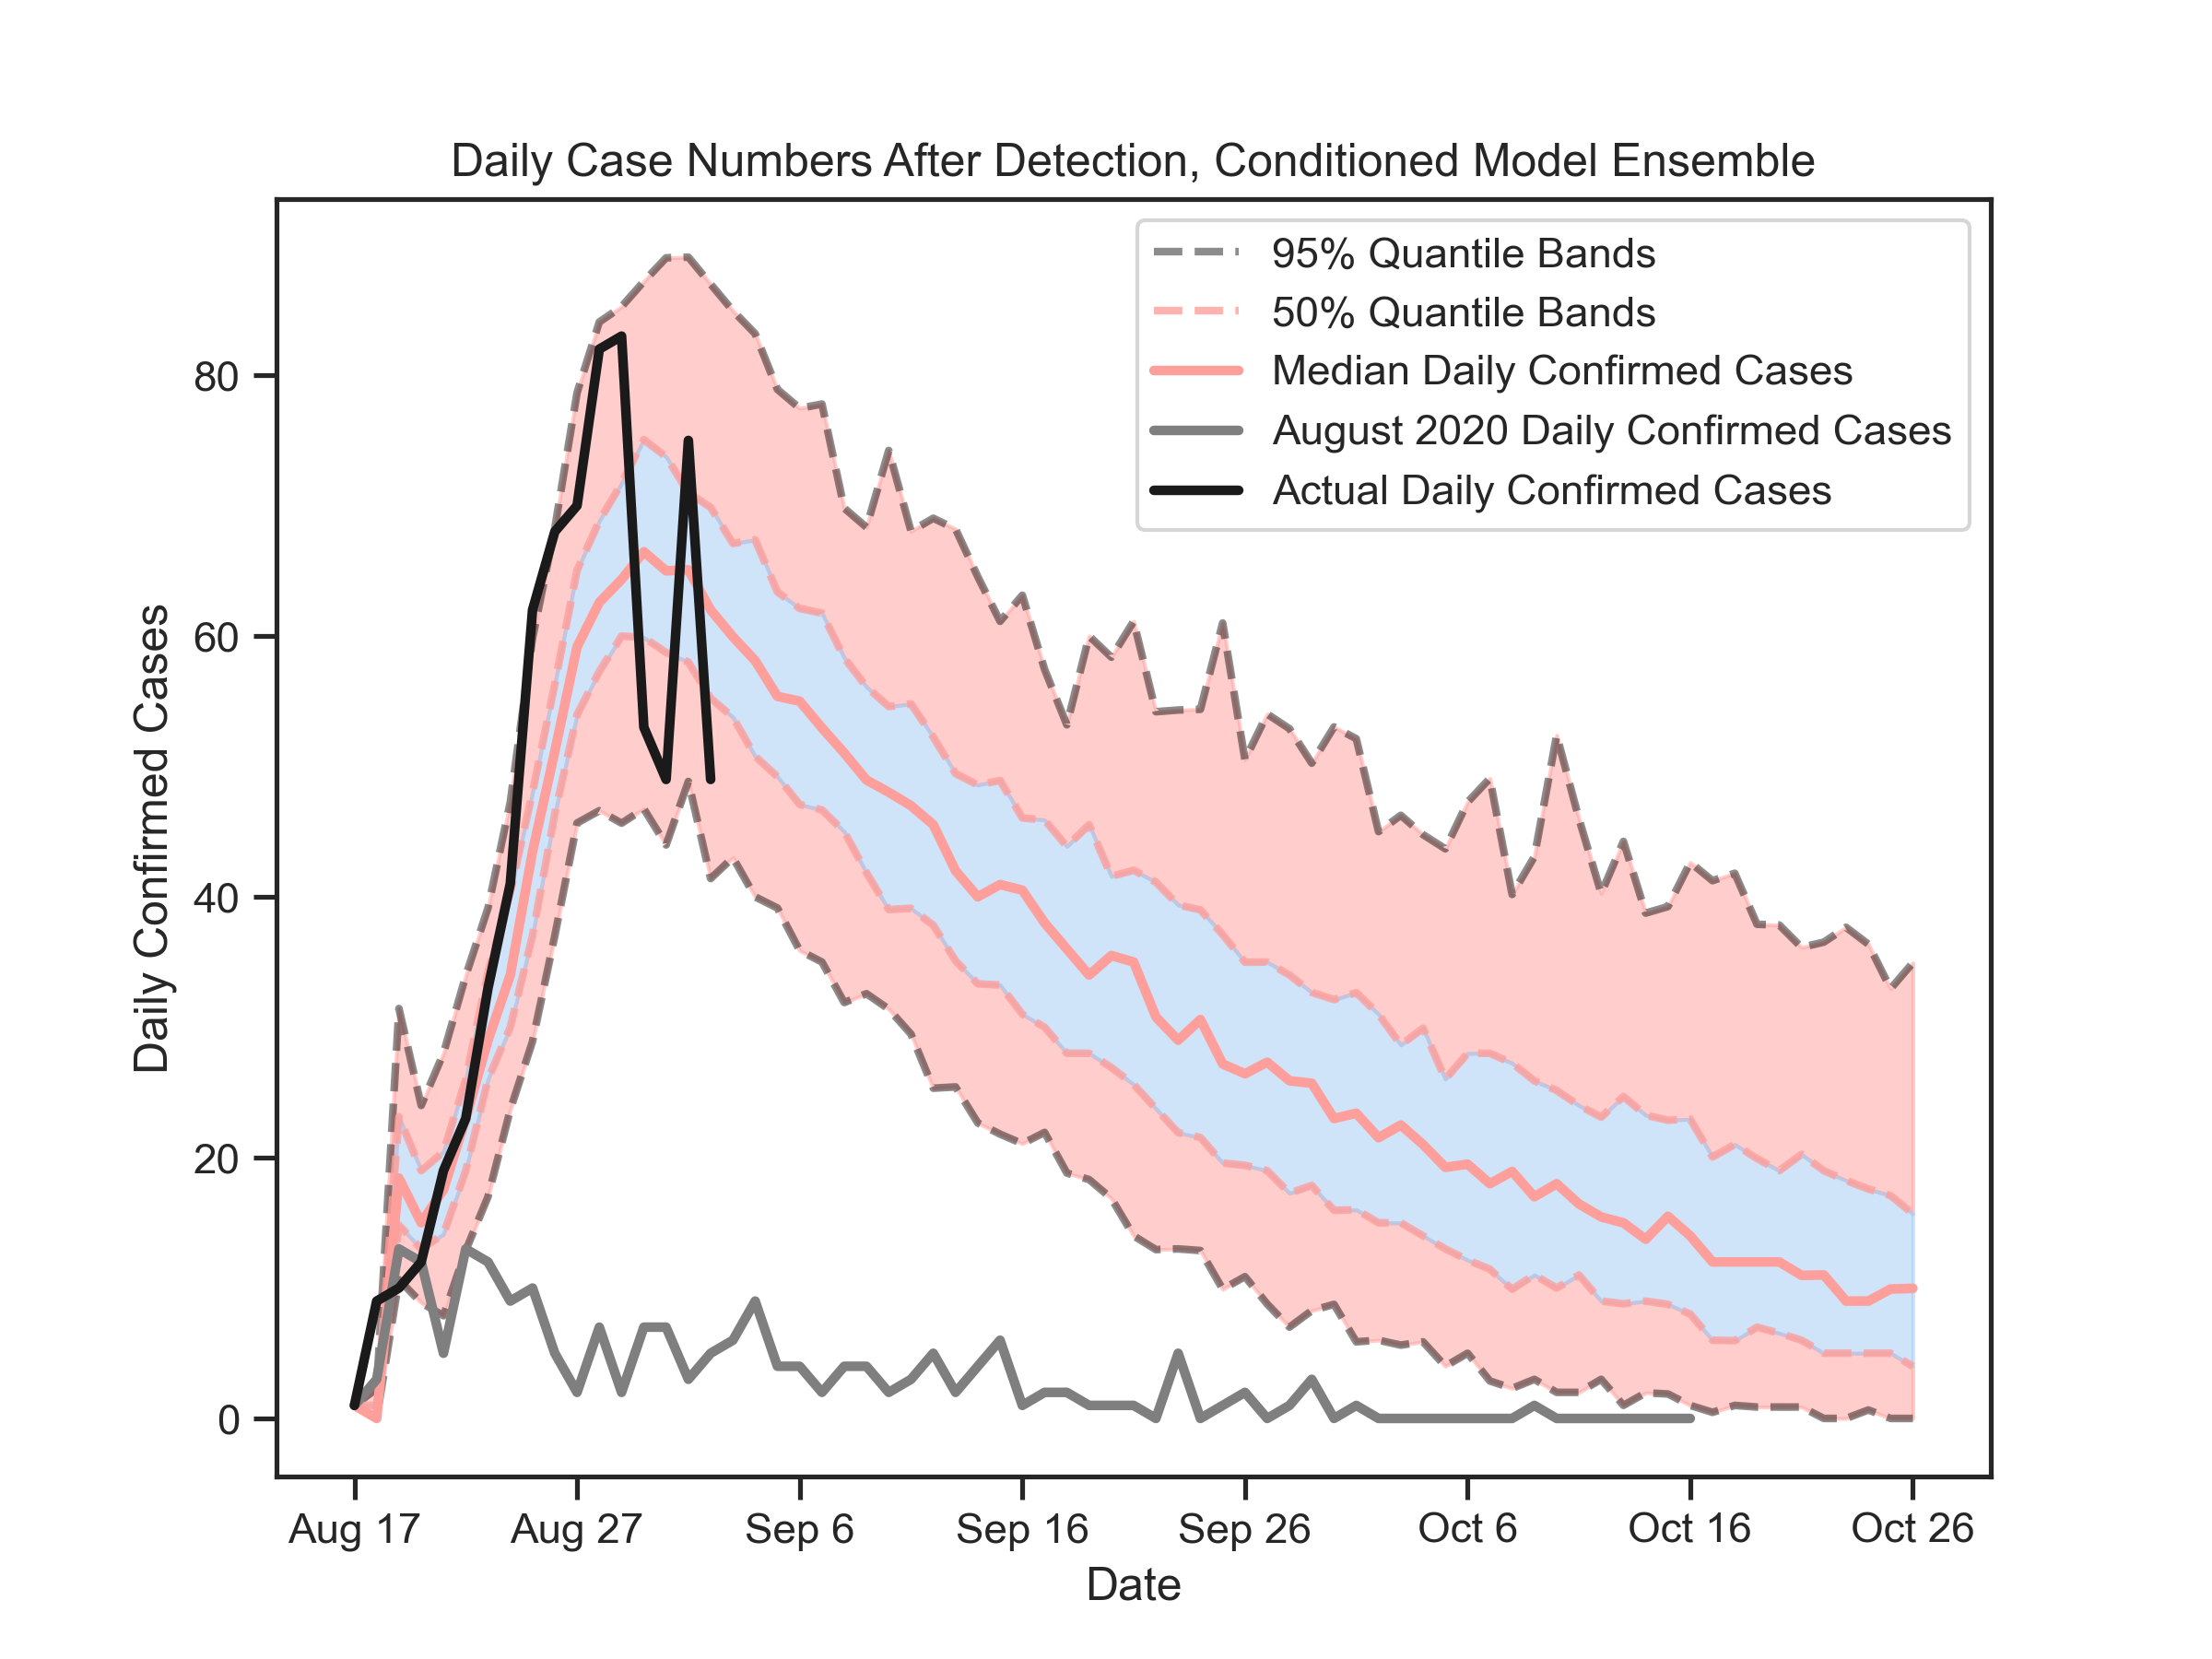 Daily Case Numbers After Detection, Conditioned Model Ensemble
95% Quantile Bands
50% Quantile Bands
Median Daily Confirmed Cases
August 2020 Daily Confirmed Cases
Actual Daily Confirmed Cases
Daily Confirmed Cases
80
60
40
20
0
Aug 17
Aug 27
Sep 6
Sep 16
Sep 26
Oct 6
Oct 16
Oct 26
Date